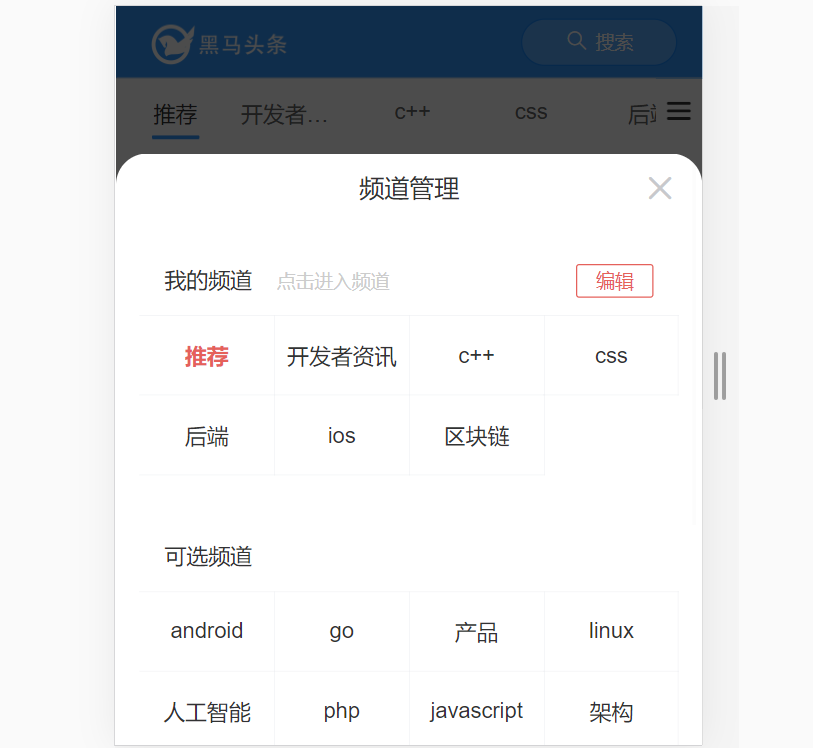 黑马头条 搜索
推荐 开发者… c++ css 后
频道管理
我的频道 点击进入频道 编辑
推荐 开发者资讯 c++ css
后端 ios 区块链
可选频道
android go 产品 linux
人工智能 php javascript 架构